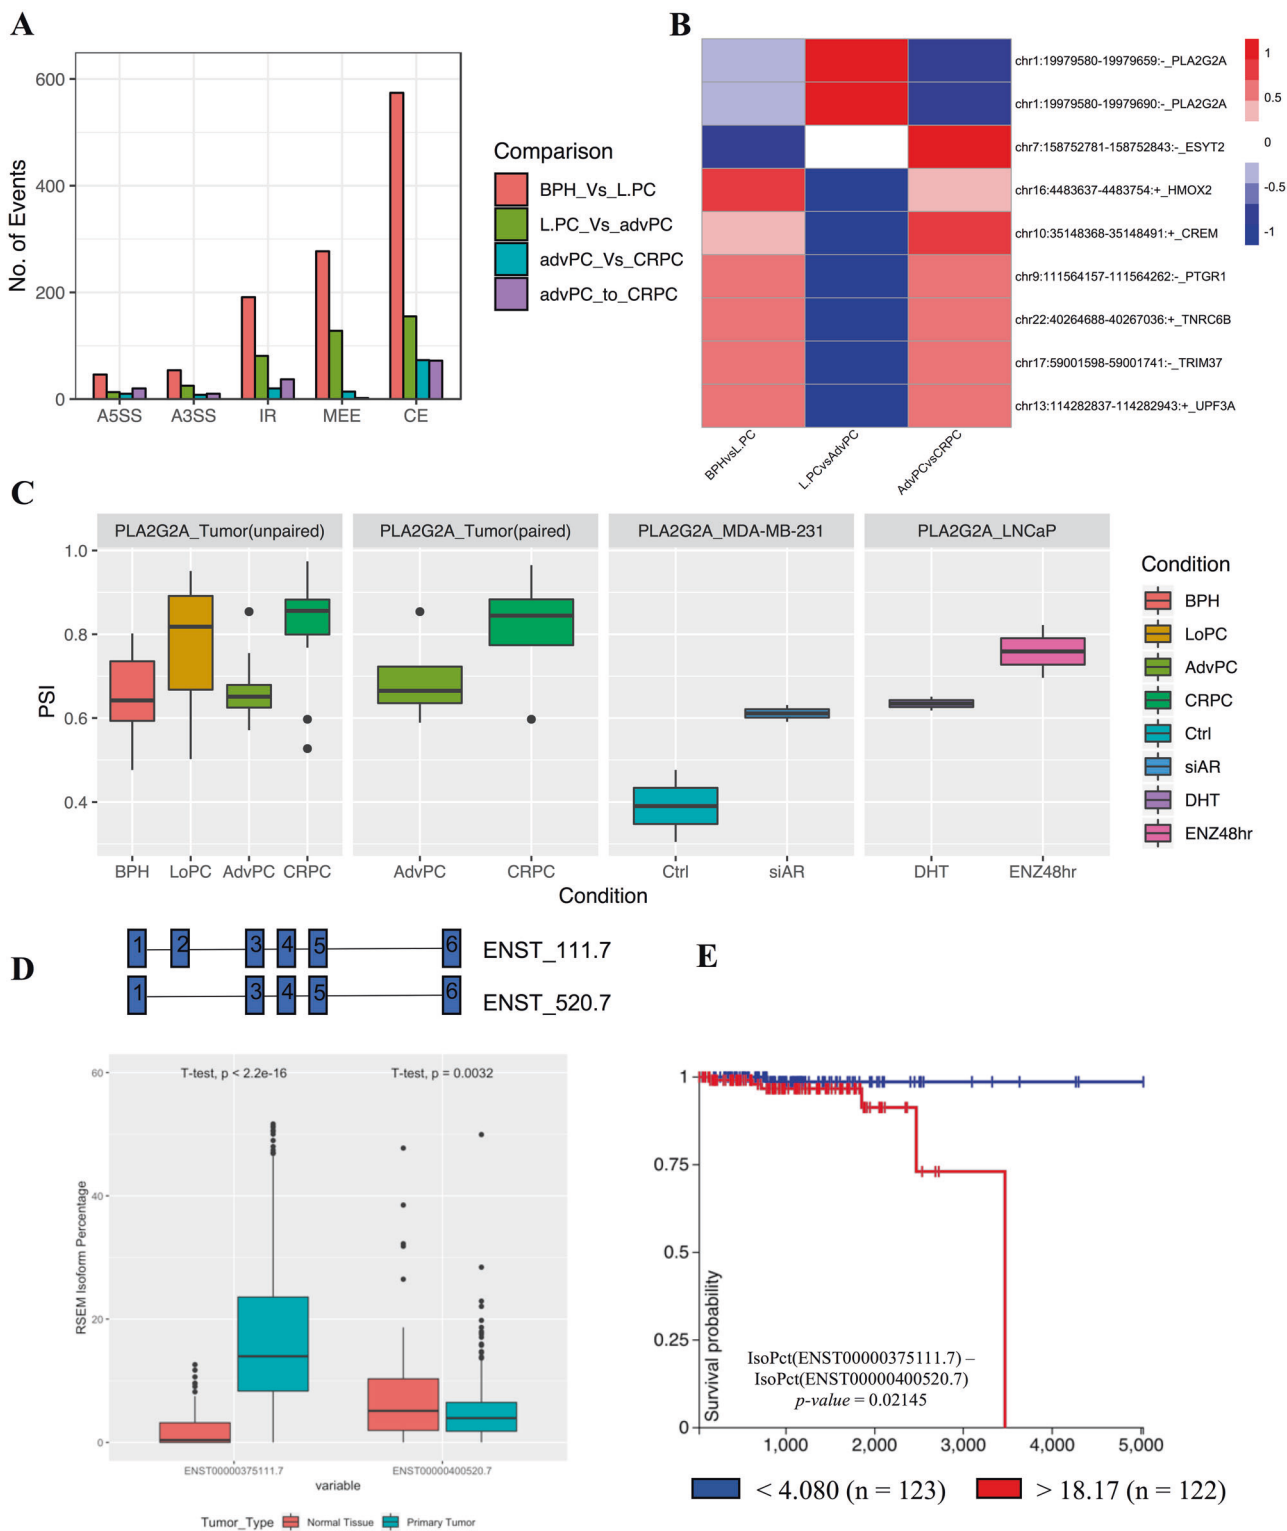 A
600
400
200
0
No. of Events
A5SS A3SS IR MEE CE
Comparison
BPH_Vs_L.PC
L.PC_Vs_advPC
advPC_Vs_CRPC
advPC_to_CRPC
B
chr1:19979580-19979659:-_PLA2G2A
chr1:19979580-19979690:-_PLA2G2A
chr7:158752781-158752843:-_ESYT2
chr16:4483637-4483754:+_HMOX2
chr10:35148368-35148491:+_CREM
chr9:111564157-111564262:-_PTGR1
chr22:40264688-40267036:+_TNRC6B
chr17:59001598-59001741:-_TRIM37
chr13:114282837-114282943:+_UPF3A
BPHvsL.PC
L.PCvsAdvPC
AdvPCvsCRPC
1
0.5
0
-0.5
-1
C
PLA2G2A_Tumor(unpaired) PLA2G2A_Tumor(paired) PLA2G2A_MDA-MB-231 PLA2G2A_LNCaP
1.0
0.8
0.6
0.4
PSI
BPH LoPC AdvPC CRPC AdvPC CRPC Ctrl siAR DHT ENZ48hr
Condition
Condition
BPH
LoPC
AdvPC
CRPC
Ctrl
siAR
DHT
ENZ48hr
D
1 2 3 4 5 6 ENST_111.7
1 3 4 5 6 ENST_520.7
T-test, p < 2.2e-16 T-test, p = 0.0032
60
40
20
0
RSEM Isoform Percentage
ENST00000375111.7 ENST00000400520.7
variable
Tumor_Type Normal Tissue Primary Tumor
E
1
0.75
0.5
0.25
0
Survival probability
IsoPct(ENST00000375111.7) –
IsoPct(ENST00000400520.7)
p-value = 0.02145
1,000 2,000 3,000 4,000 5,000
< 4.080 (n = 123) > 18.17 (n = 122)